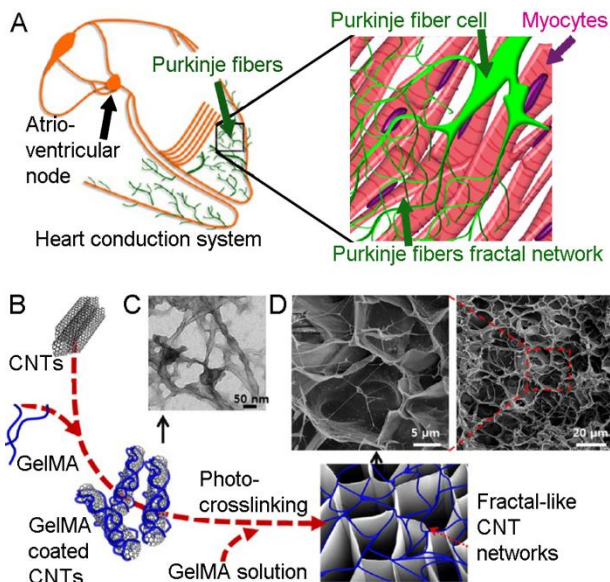 A
Purkinje fibers
Atrio-
ventricular
node
Heart conduction system
Purkinje fiber cell
Myocytes
Purkinje fibers fractal network
B
CNTs
GelMA
GelMA
coated
CNTs
C
50 nm
D
5 µm
20 µm
Photo-
crosslinking
GelMA solution
Fractal-like
CNT
networks